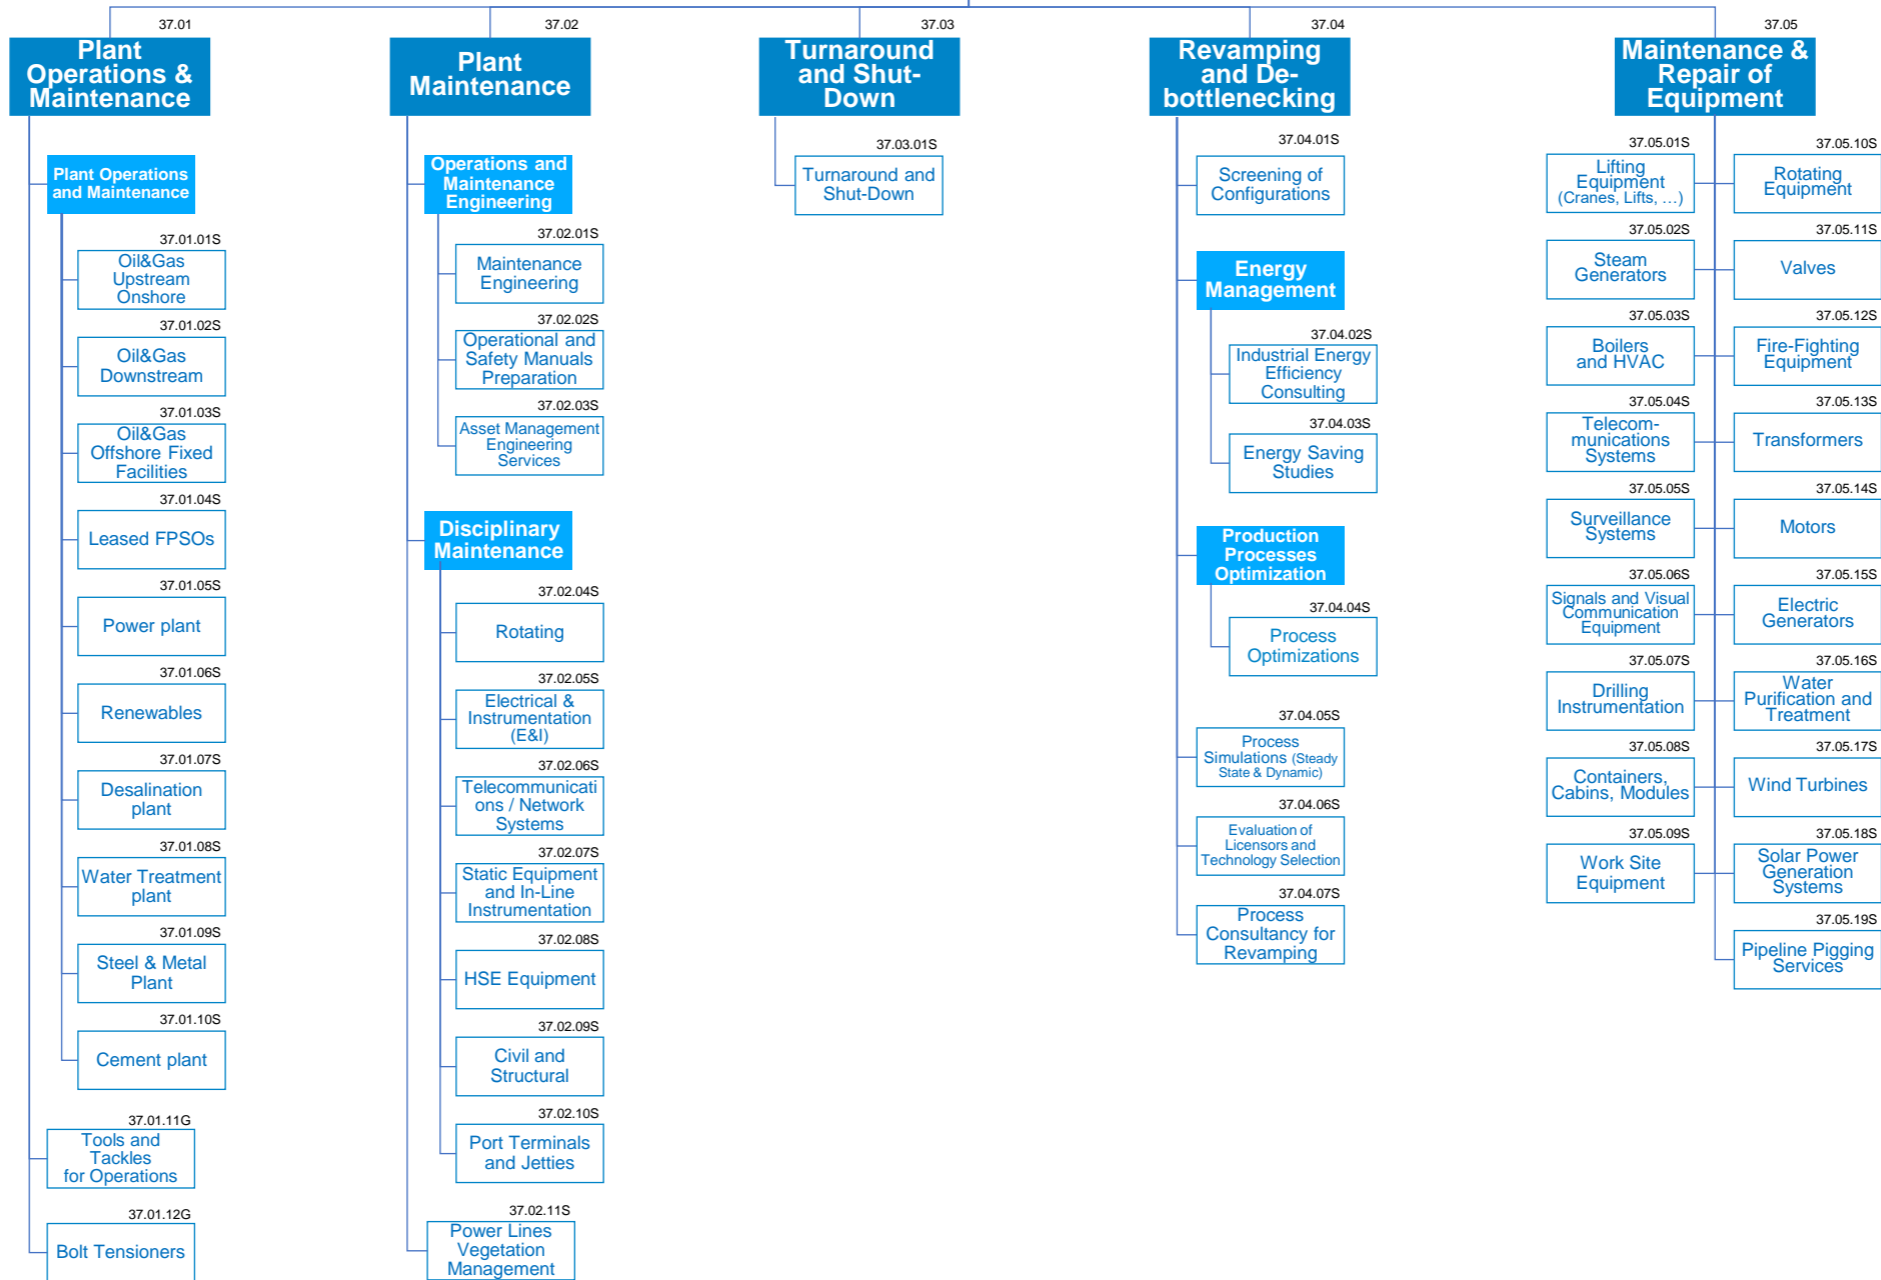 37.01
Plant
Operations &
Maintenance
Plant Operations
and Maintenance
37.01.01S
Oil&Gas
Upstream
Onshore
37.01.02S
Oil&Gas
Downstream
37.01.03S
Oil&Gas
Offshore Fixed
Facilities
37.01.04S
Leased FPSOs
37.01.05S
Power plant
37.01.06S
Renewables
37.01.07S
Desalination
plant
37.01.08S
Water Treatment
plant
37.01.09S
Steel & Metal
Plant
37.01.10S
Cement plant
37.01.11G
Tools and
Tackles
for Operations
37.01.12G
Bolt Tensioners
37.02
Plant
Maintenance
Operations and
Maintenance
Engineering
37.02.01S
Maintenance
Engineering
37.02.02S
Operational and
Safety Manuals
Preparation
37.02.03S
Asset Management
Engineering
Services
Disciplinary
Maintenance
37.02.04S
Rotating
37.02.05S
Electrical &
Instrumentation
(E&I)
37.02.06S
Telecommunicati
ons / Network
Systems
37.02.07S
Static Equipment
and In-Line
Instrumentation
37.02.08S
HSE Equipment
37.02.09S
Civil and
Structural
37.02.10S
Port Terminals
and Jetties
37.02.11S
Power Lines
Vegetation
Management
37.03
Turnaround
and Shut-
Down
37.03.01S
Turnaround and
Shut-Down
37.04
Revamping
and De-
bottlenecking
37.04.01S
Screening of
Configurations
Energy
Management
37.04.02S
Industrial Energy
Efficiency
Consulting
37.04.03S
Energy Saving
Studies
Production
Processes
Optimization
37.04.04S
Process
Optimizations
37.04.05S
Process
Simulations (Steady
State & Dynamic)
37.04.06S
Evaluation of
Licensors and
Technology Selection
37.04.07S
Process
Consultancy for
Revamping
37.05
Maintenance &
Repair of
Equipment
37.05.01S
Lifting
Equipment
(Cranes, Lifts, …)
37.05.02S
Steam
Generators
37.05.03S
Boilers
and HVAC
37.05.04S
Telecom-
munications
Systems
37.05.05S
Surveillance
Systems
37.05.06S
Signals and Visual
Communication
Equipment
37.05.07S
Drilling
Instrumentation
37.05.08S
Containers,
Cabins, Modules
37.05.09S
Work Site
Equipment
37.05.10S
Rotating
Equipment
37.05.11S
Valves
37.05.12S
Fire-Fighting
Equipment
37.05.13S
Transformers
37.05.14S
Motors
37.05.15S
Electric
Generators
37.05.16S
Water
Purification and
Treatment
37.05.17S
Wind Turbines
37.05.18S
Solar Power
Generation
Systems
37.05.19S
Pipeline Pigging
Services